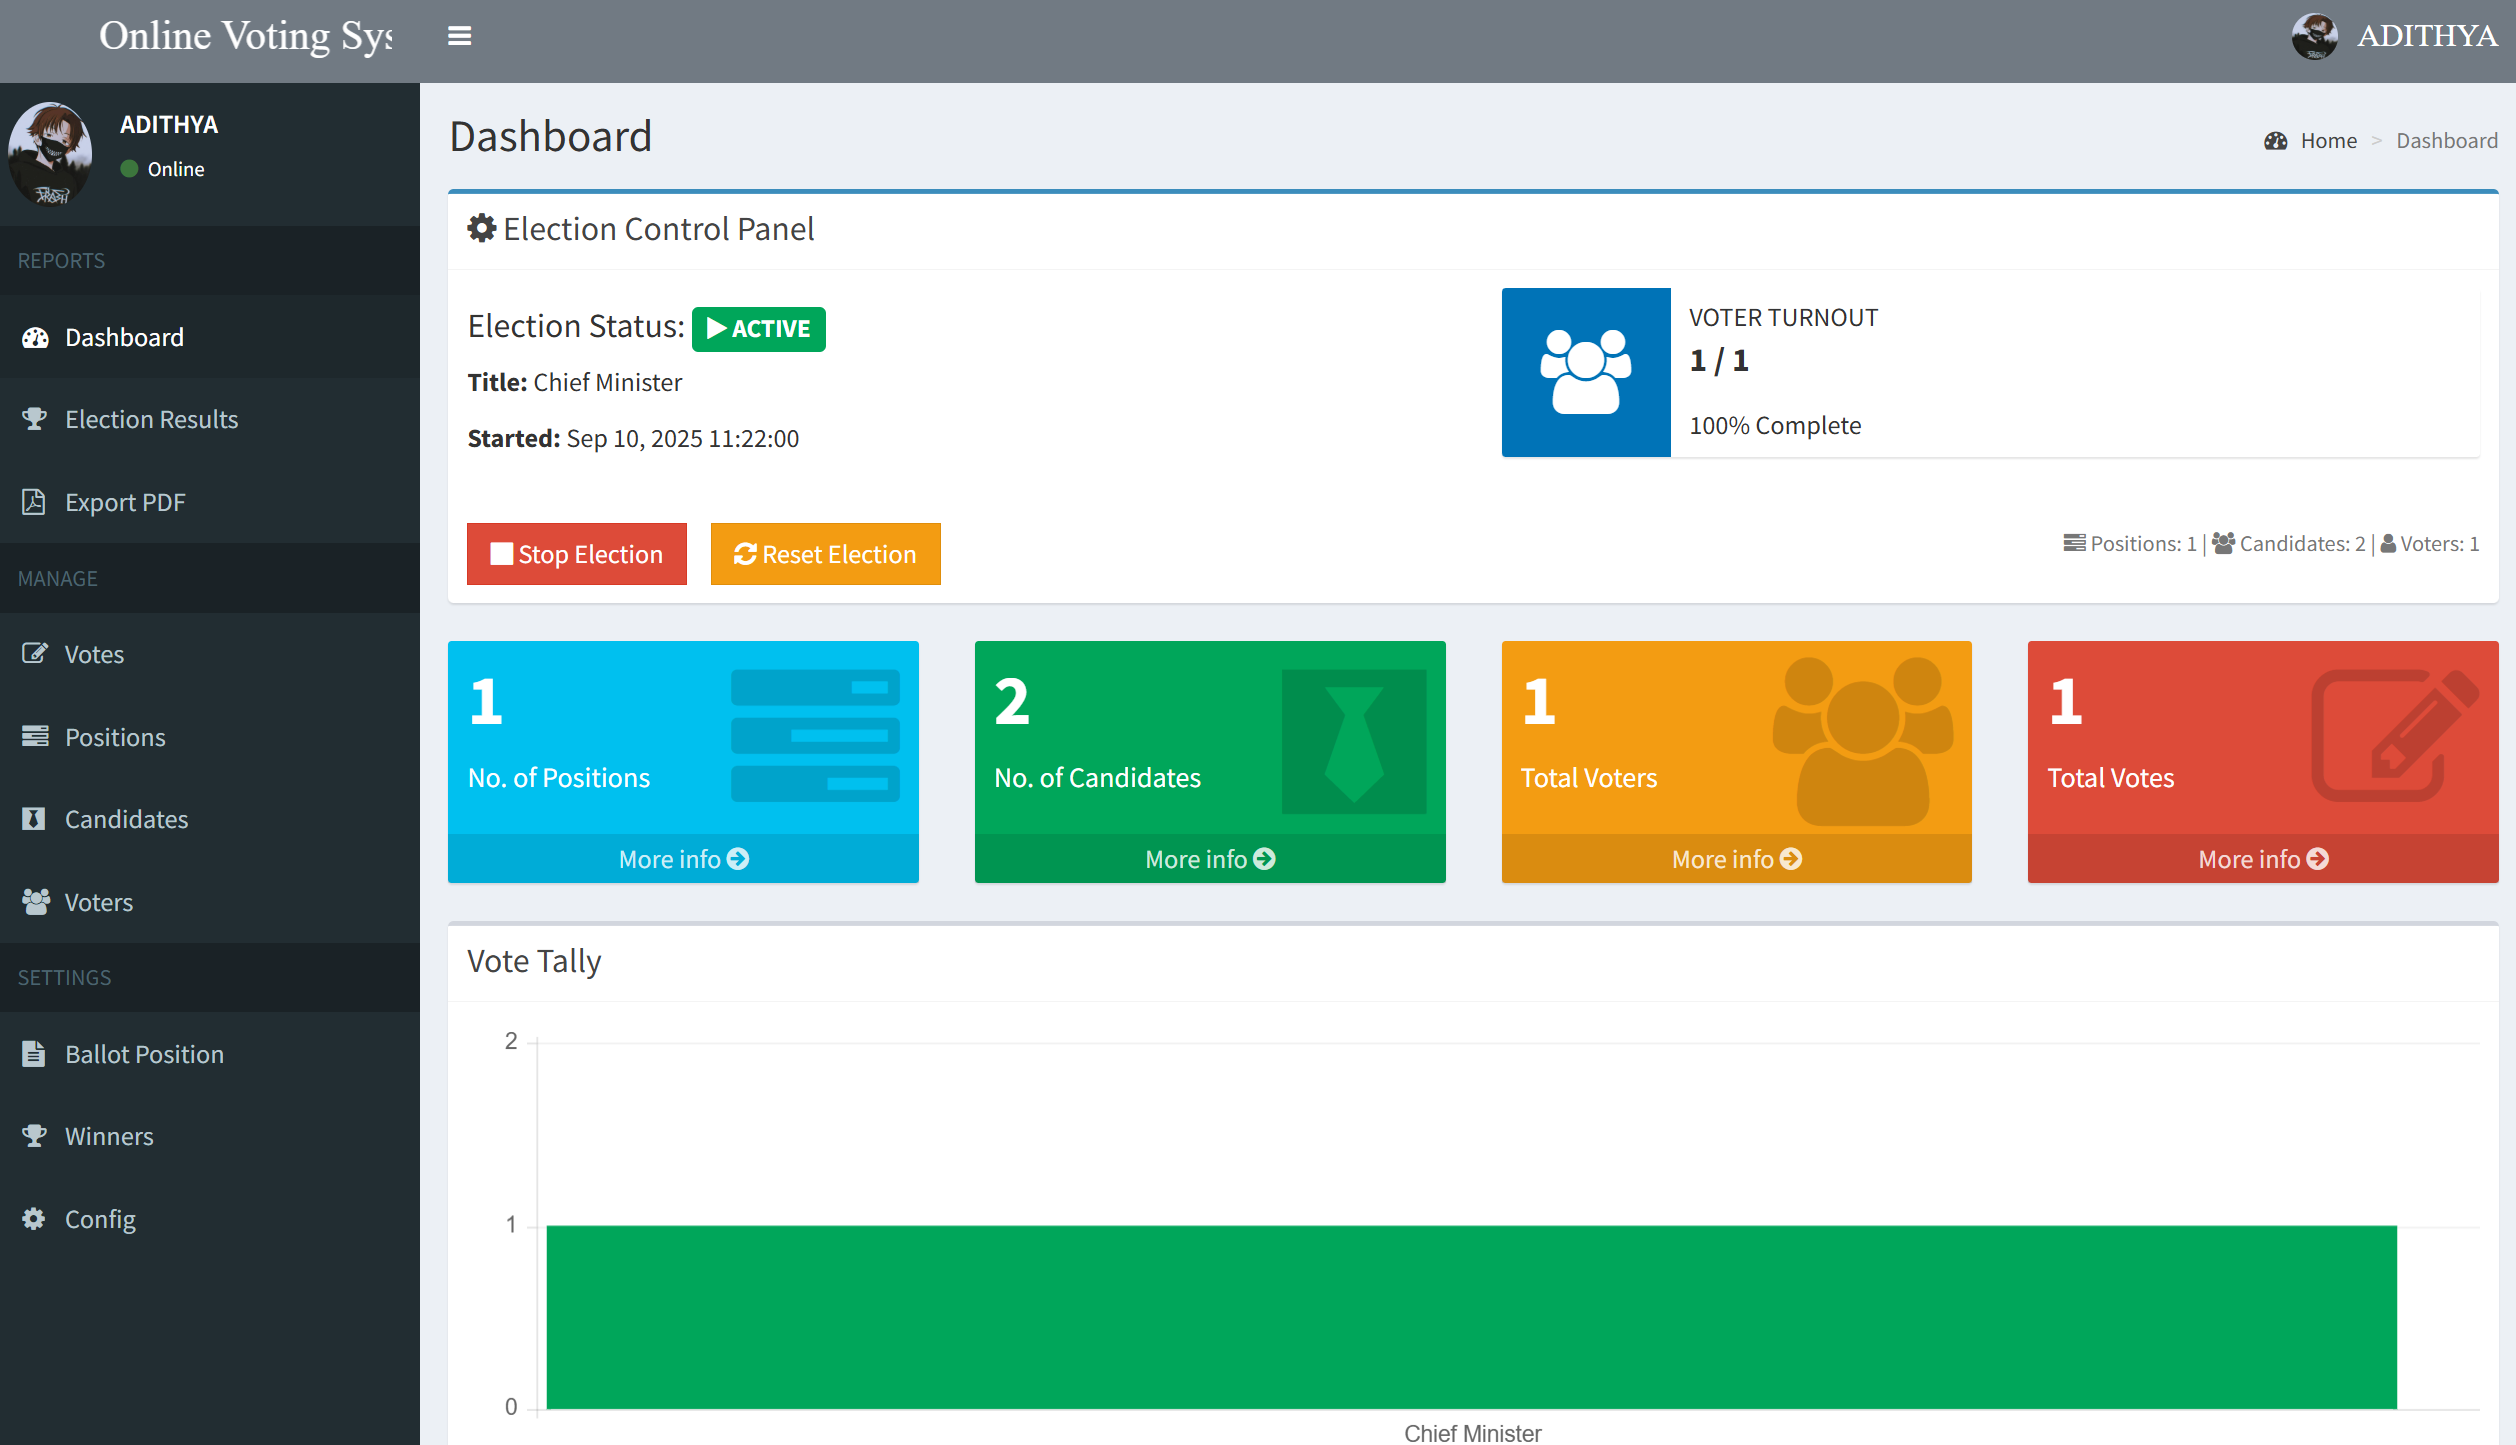 Online Voting Sys
ADITHYA
ADITHYA
Online
REPORTS
Dashboard
Election Results
Export PDF
MANAGE
Votes
Positions
Candidates
Voters
SETTINGS
Ballot Position
Winners
Config
Dashboard
Home > Dashboard
Election Control Panel
Election Status: ACTIVE
Title: Chief Minister
Started: Sep 10, 2025 11:22:00
VOTER TURNOUT
1 / 1
100% Complete
Stop Election
Reset Election
Positions: 1 | Candidates: 2 | Voters: 1
1
No. of Positions
More info
2
No. of Candidates
More info
1
Total Voters
More info
1
Total Votes
More info
Vote Tally
2
1
0
Chief Minister